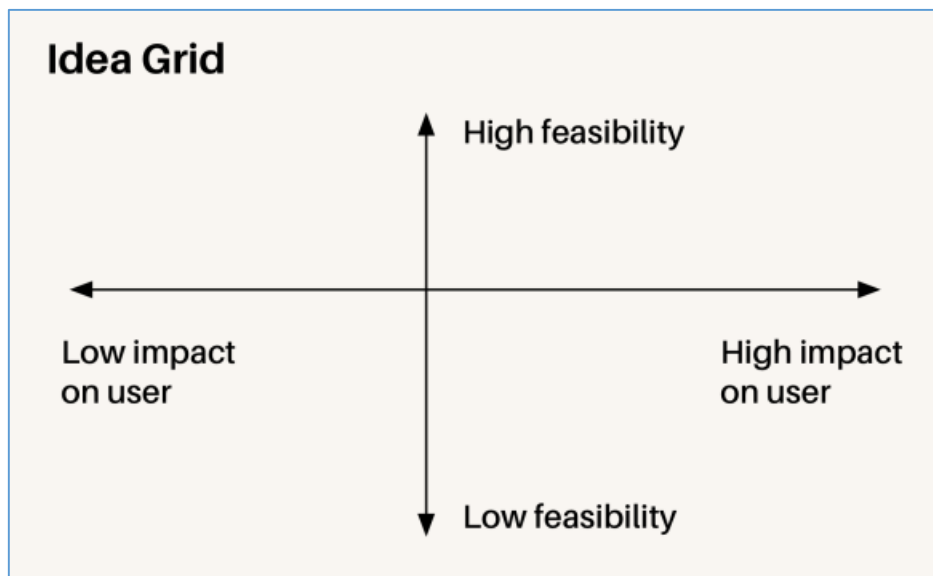 Idea Grid
High feasibility
Low impact
on user
High impact
on user
Low feasibility